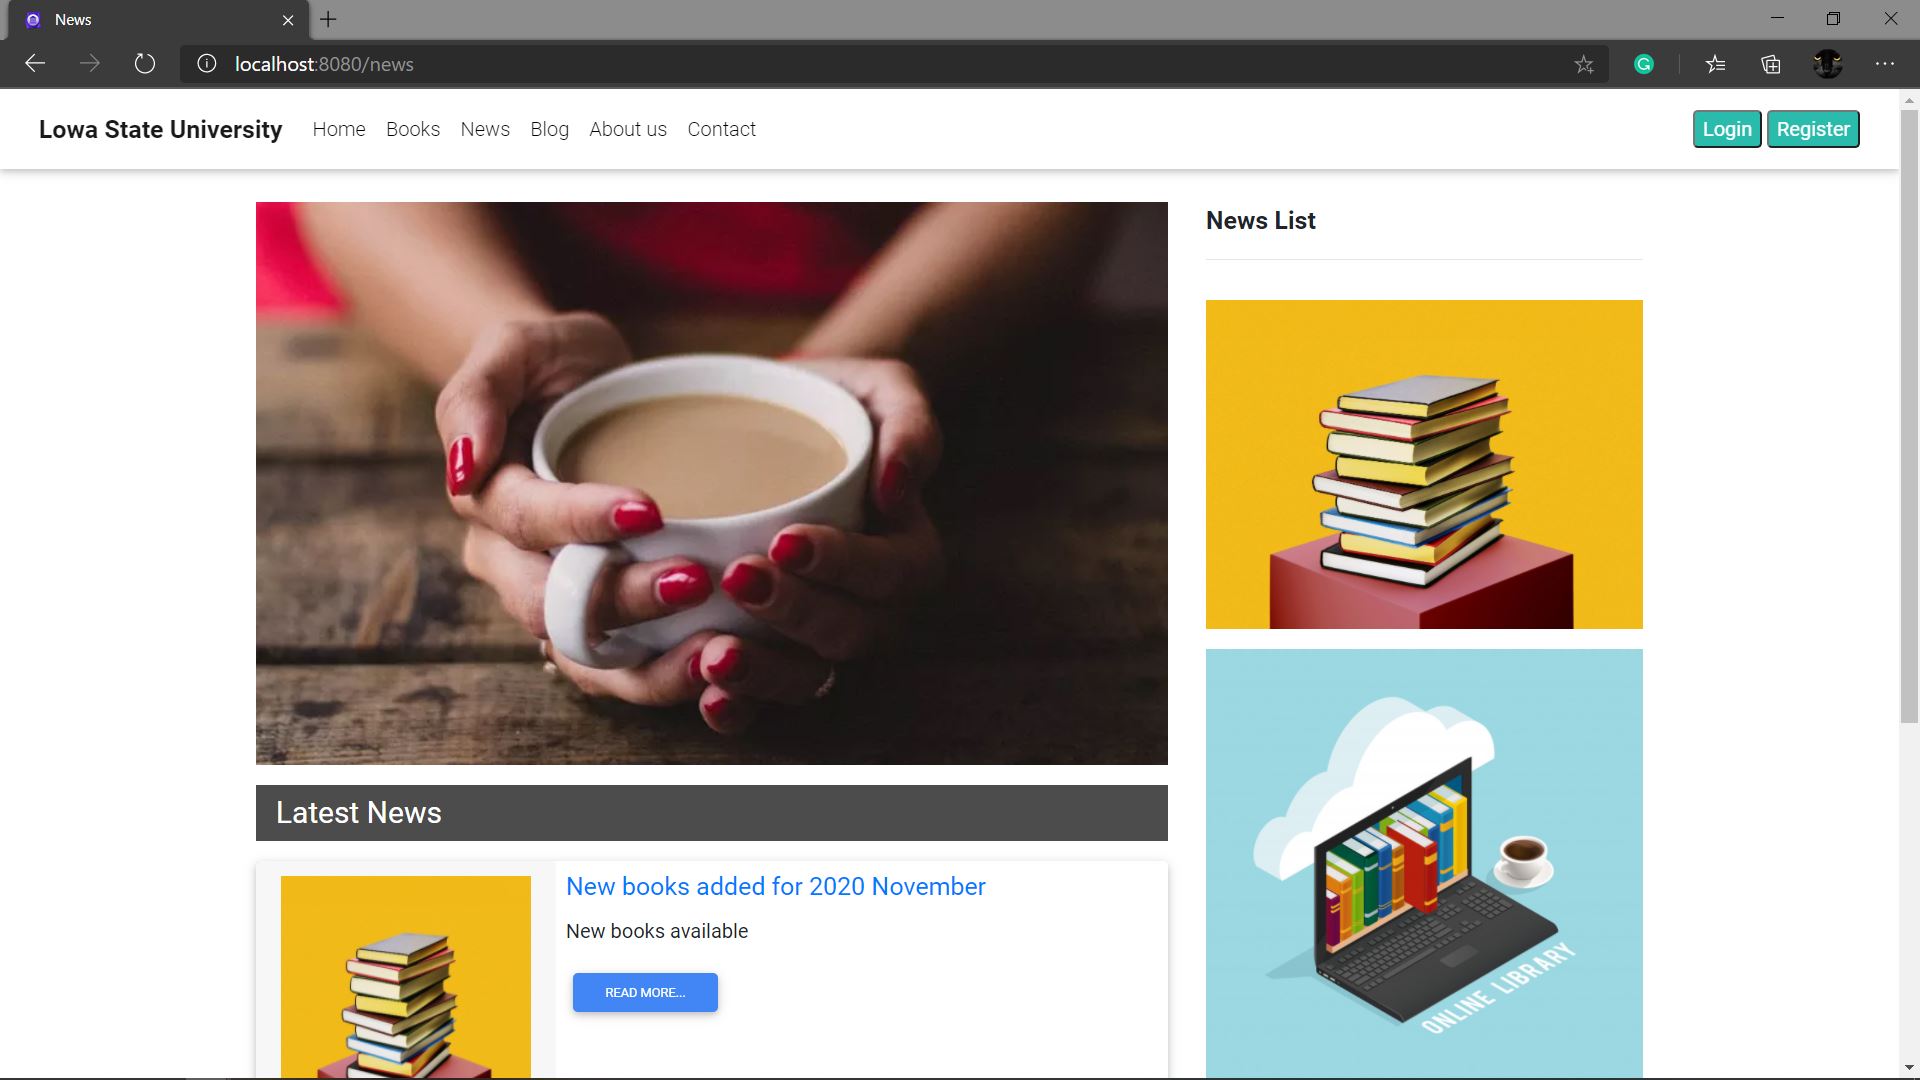 News
localhost:8080/news
Lowa State University Home Books News Blog About us Contact Login Register
News List
ONLINE LIBRARY
Latest News
New books added for 2020 November
New books available
READ MORE...